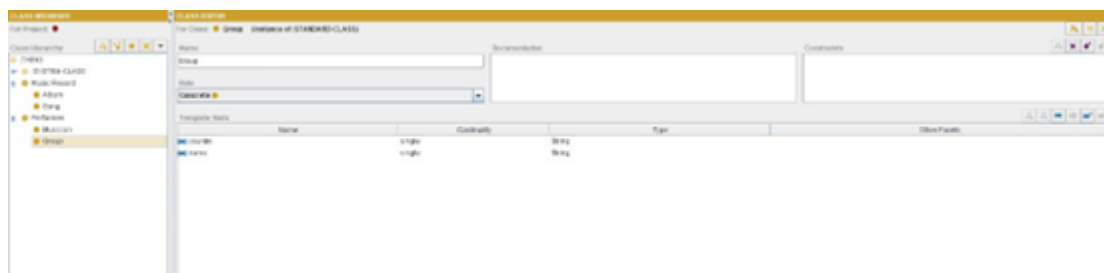 CLASS BROWSER
CLASS EDITOR
For Project:
For Class: Group (instance of :STANDARD-CLASS)
Class Hierarchy
Name
Documentation
Constraints
:THING
Group
:SYSTEM-CLASS
Music Record
Album
Role
Song
Concrete
Performer
Template Slots
Musician
Name
Cardinality
Type
Other Facets
Group
single
String
name
single
String